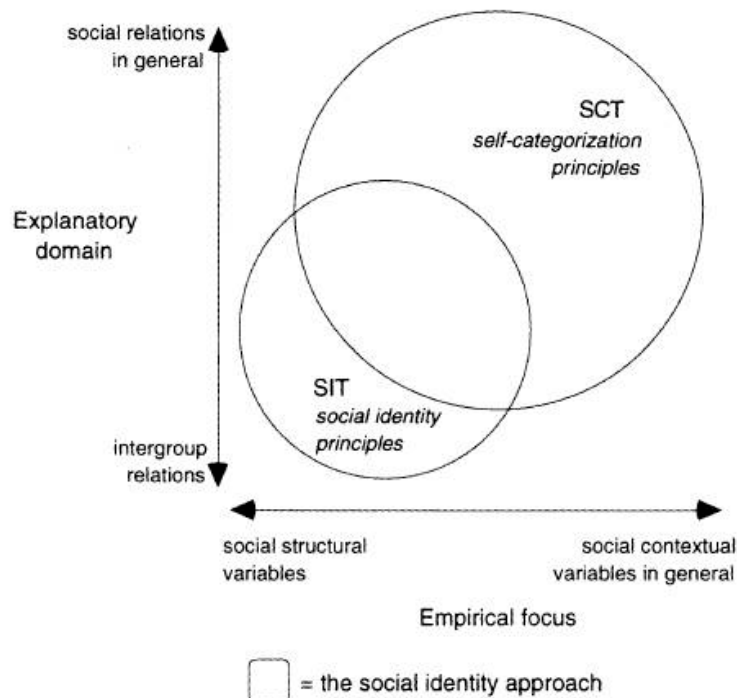 social relations
in general
SCT
self-categorization
principles
Explanatory
domain
SIT
social identity
principles
intergroup
relations
social structural
variables
social contextual
variables in general
Empirical focus
= the social identity approach